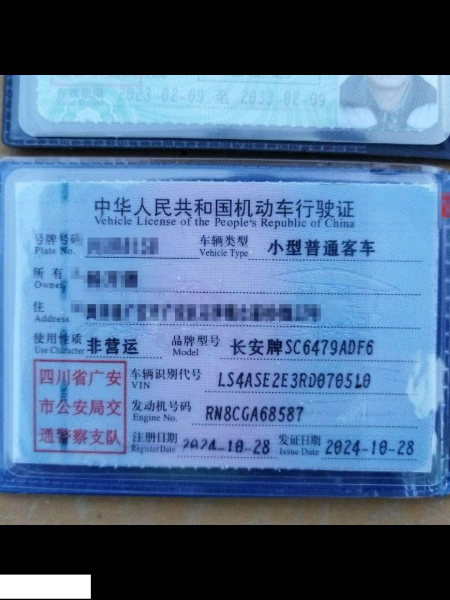 2023-02-09 至 2033-02-09
中华人民共和国机动车行驶证
Vehicle License of the People's Republic of China
号牌号码
Plate No.
车辆类型 小型普通客车
Vehicle Type
所有
Owner
住
Address
使用性质 非营运
Use Character
品牌型号 长安牌SC6479ADF6
Model
四川省广安
市公安局交
通警察支队
车辆识别代号 LS4ASE2E3RD070510
VIN
发动机号码 RN8CGA68587
Engine No.
注册日期 2024-10-28
Register Date
发证日期 2024-10-28
Issue Date